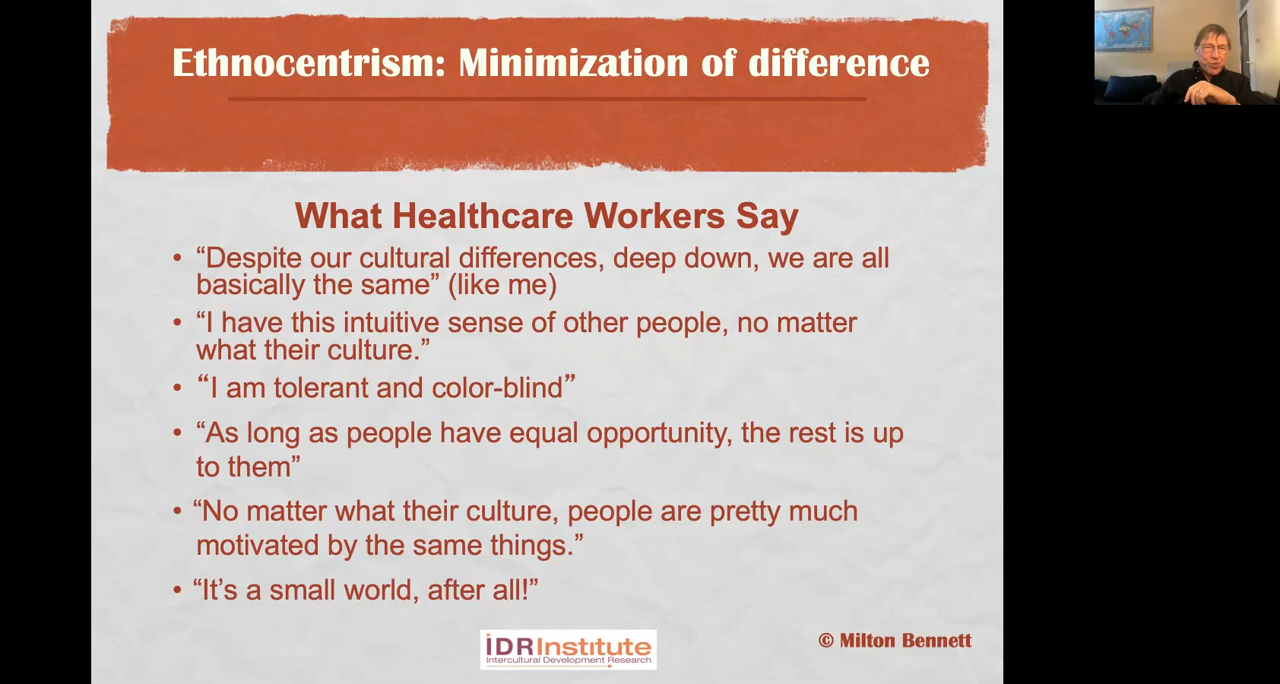 Ethnocentrism: Minimization of difference
What Healthcare Workers Say
• “Despite our cultural differences, deep down, we are all
basically the same” (like me)
• “I have this intuitive sense of other people, no matter
what their culture.”
• “I am tolerant and color-blind”
• “As long as people have equal opportunity, the rest is up
to them”
• “No matter what their culture, people are pretty much
motivated by the same things.”
• “It’s a small world, after all!”
IDRInstitute
Intercultural Development Research
© Milton Bennett